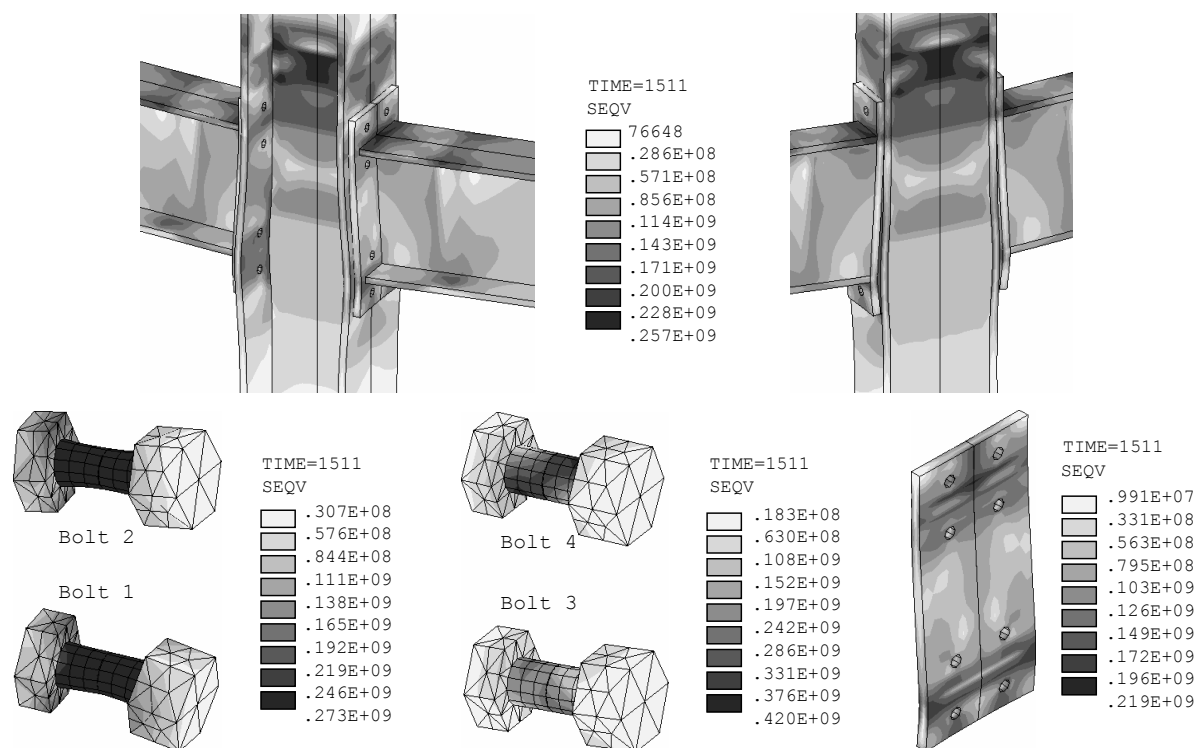 TIME=1511
SEQV
76648
.286E+08
.571E+08
.856E+08
.114E+09
.143E+09
.171E+09
.200E+09
.228E+09
.257E+09
Bolt 2
Bolt 1
TIME=1511
SEQV
.307E+08
.576E+08
.844E+08
.111E+09
.138E+09
.165E+09
.192E+09
.219E+09
.246E+09
.273E+09
Bolt 4
Bolt 3
TIME=1511
SEQV
.183E+08
.630E+08
.108E+09
.152E+09
.197E+09
.242E+09
.286E+09
.331E+09
.376E+09
.420E+09
TIME=1511
SEQV
.991E+07
.331E+08
.563E+08
.795E+08
.103E+09
.126E+09
.149E+09
.172E+09
.196E+09
.219E+09